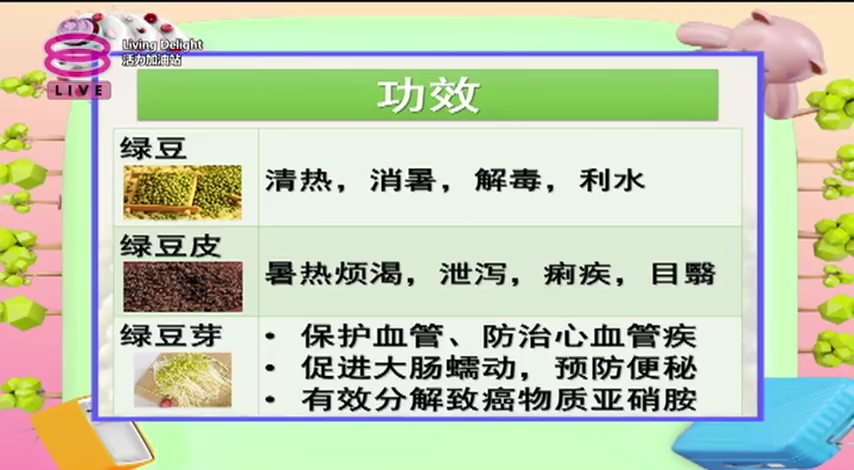 Living Delight
活力加油站
LIVE
功效
绿豆
清热，消暑，解毒，利水
绿豆皮
暑热烦渴，泄泻，痢疾，目翳
绿豆芽
• 保护血管、防治心血管疾
• 促进大肠蠕动，预防便秘
• 有效分解致癌物质亚硝胺